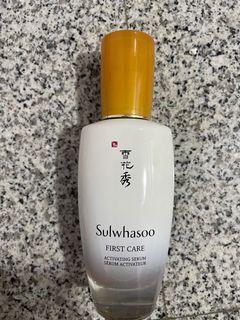 雪
花
秀
Sulwhasoo
FIRST CARE
ACTIVATING SERUM
SÉRUM ACTIVATEUR